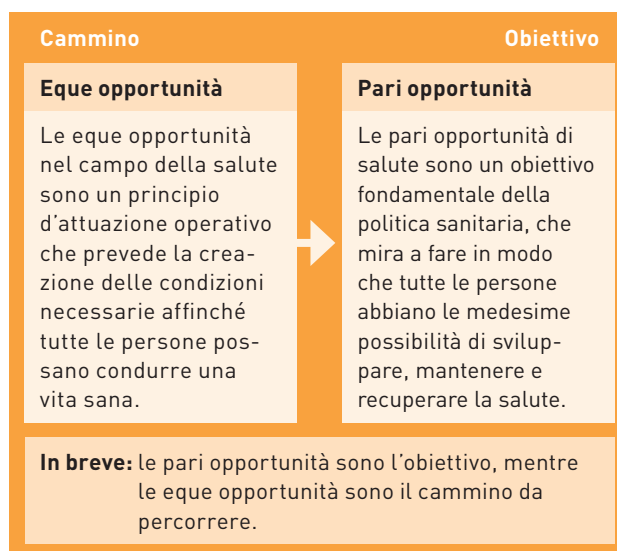 Cammino
Obiettivo
Eque opportunità
Le eque opportunità
nel campo della salute
sono un principio
d’attuazione operativo
che prevede la crea-
zione delle condizioni
necessarie affinché
tutte le persone pos-
sano condurre una
vita sana.
Pari opportunità
Le pari opportunità di
salute sono un obiettivo
fondamentale della
politica sanitaria, che
mira a fare in modo
che tutte le persone
abbiano le medesime
possibilità di svilup-
pare, mantenere e
recuperare la salute.
In breve: le pari opportunità sono l’obiettivo, mentre
le eque opportunità sono il cammino da
percorrere.